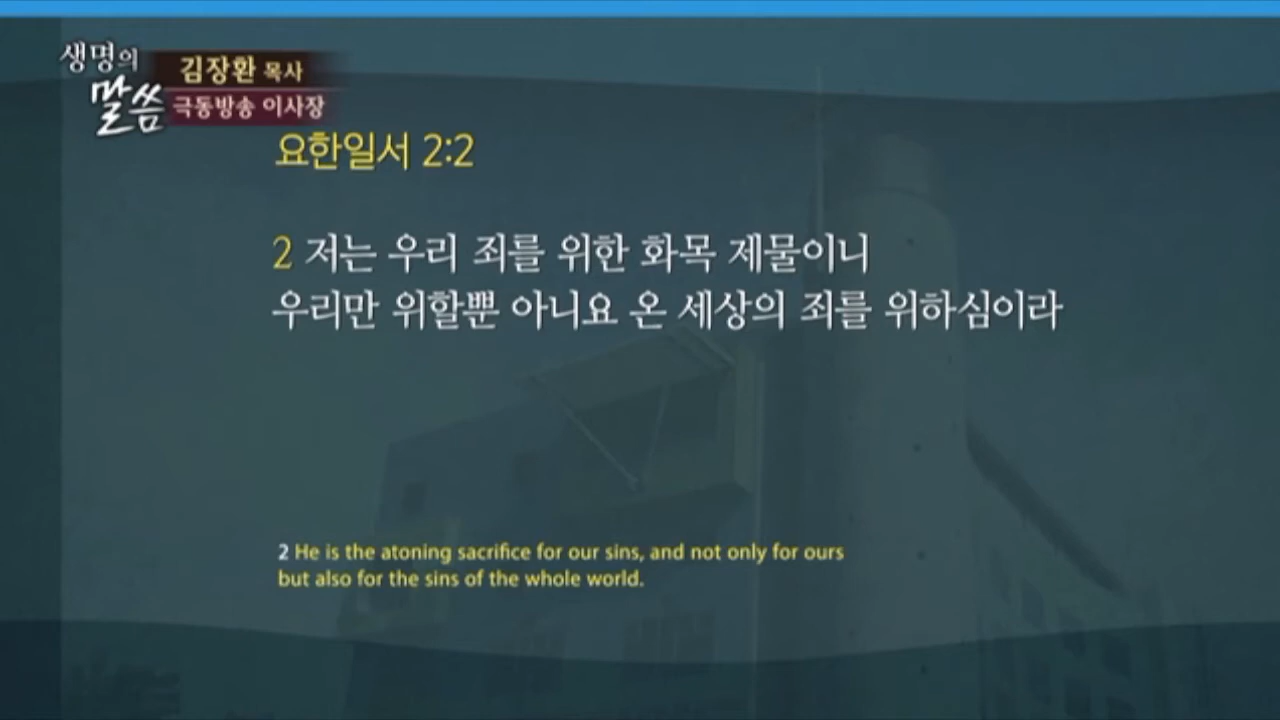 생명의
말씀
김장환 목사
극동방송 이사장
요한일서 2:2
2 저는 우리 죄를 위한 화목 제물이니
우리만 위할뿐 아니요 온 세상의 죄를 위하심이라
2 He is the atoning sacrifice for our sins, and not only for ours
but also for the sins of the whole world.